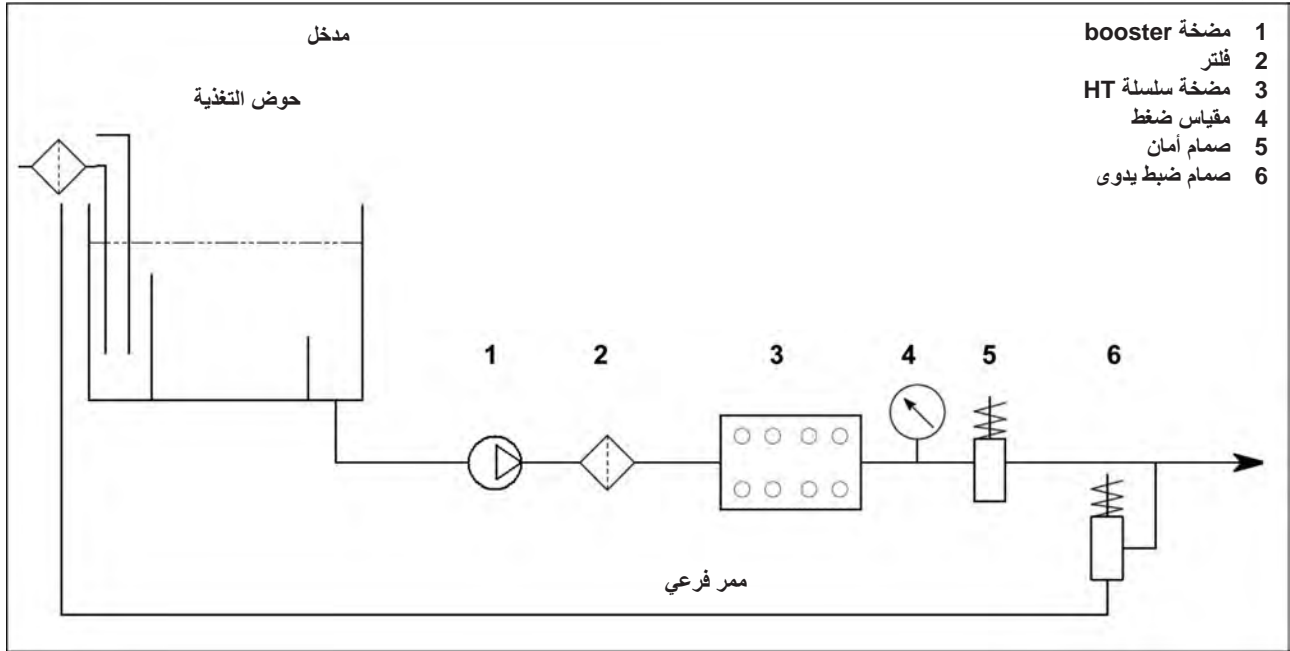 مدخل
حوض التغذية
1 مضخة booster
2 فلتر
3 مضخة سلسلة HT
4 مقياس ضغط
5 صمام أمان
6 صمام ضبط يدوى
1 2 3 4 5 6
ممر فرعي